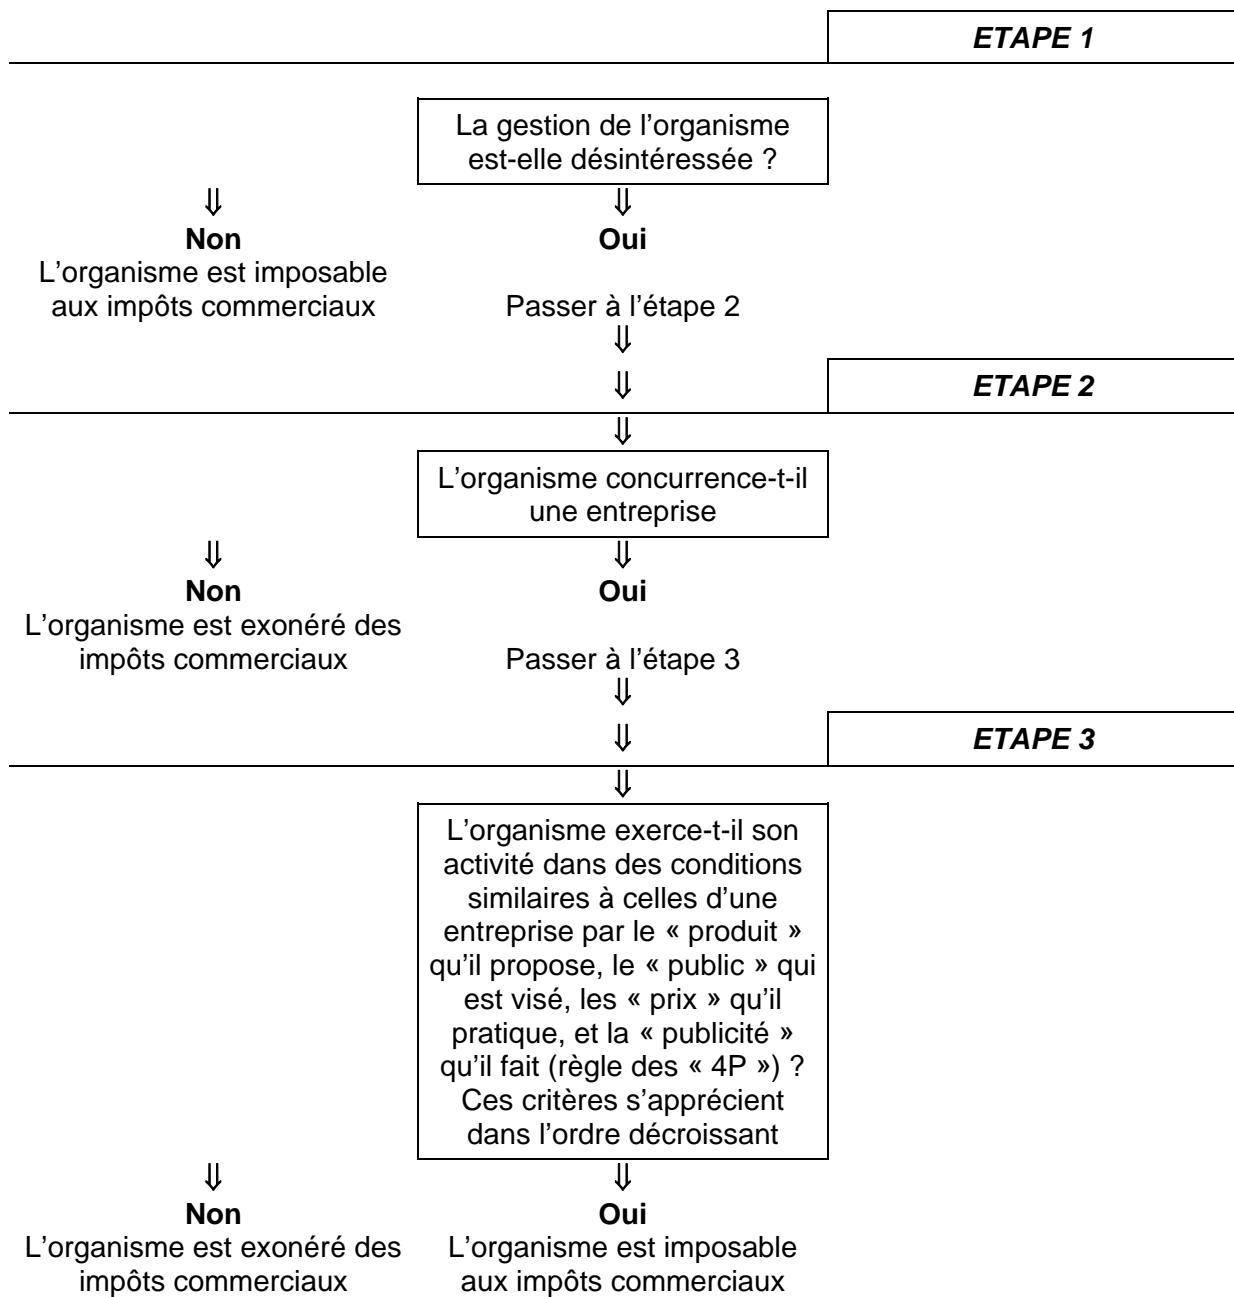 ETAPE 1
La gestion de l’organisme
est-elle désintéressée ?
⇓ ⇓
Non Oui
L’organisme est imposable
aux impôts commerciaux Passer à l’étape 2
⇓
⇓ ETAPE 2
⇓
L’organisme concurrence-t-il
une entreprise
⇓ ⇓
Non Oui
L’organisme est exonéré des
impôts commerciaux Passer à l’étape 3
⇓
⇓ ETAPE 3
⇓
L’organisme exerce-t-il son
activité dans des conditions
similaires à celles d’une
entreprise par le « produit »
qu’il propose, le « public » qui
est visé, les « prix » qu’il
pratique, et la « publicité »
qu’il fait (règle des « 4P ») ?
Ces critères s’apprécient
dans l’ordre décroissant
⇓ ⇓
Non Oui
L’organisme est exonéré des L’organisme est imposable
impôts commerciaux aux impôts commerciaux